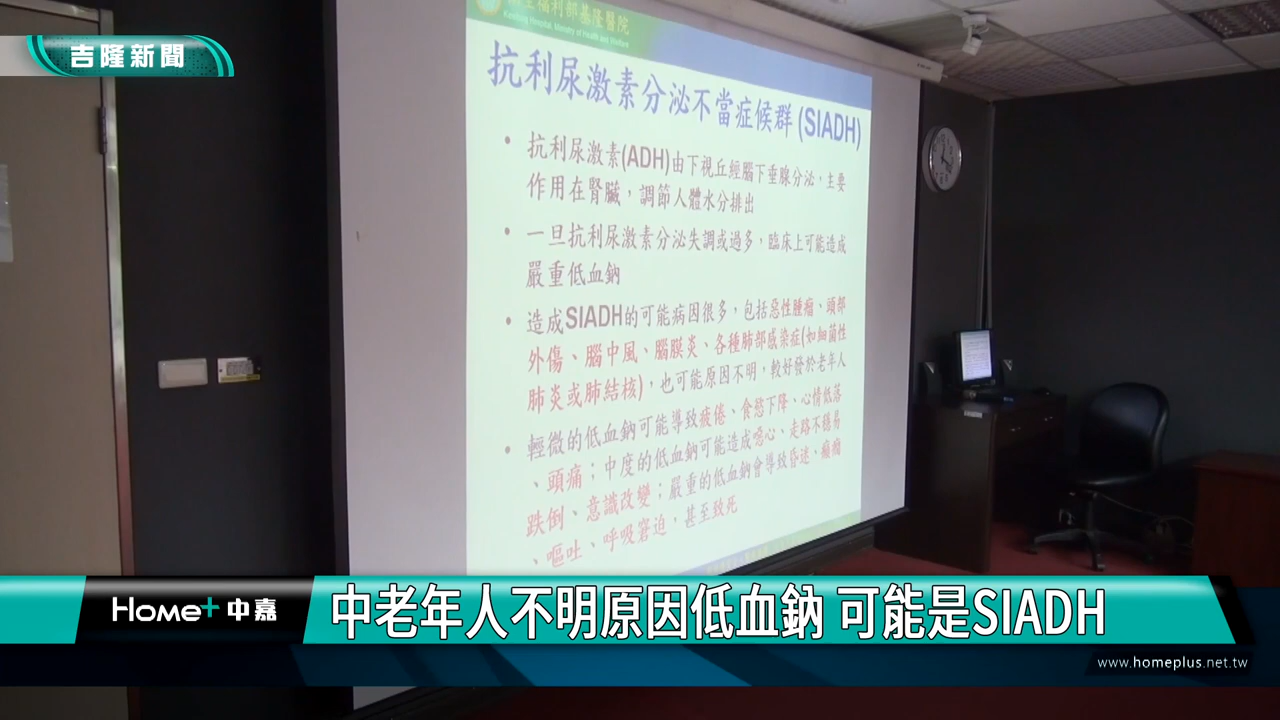 吉隆新聞
衛生福利部基隆醫院
Keelung Hospital, Ministry of Health and Welfare
抗利尿激素分泌不當症候群 (SIADH)
• 抗利尿激素(ADH)由下視丘經腦下垂腺分泌，主要
作用在腎臟，調節人體水分排出
• 一旦抗利尿激素分泌失調或過多，臨床上可能造成
嚴重低血鈉
• 造成SIADH的可能病因很多，包括惡性腫瘤、頭部
外傷、腦中風、腦膜炎、各種肺部感染症(如細菌性
肺炎或肺結核)，也可能原因不明，較好發於老年人
• 輕微的低血鈉可能導致疲倦、食慾下降、心情低落
、頭痛；中度的低血鈉可能造成噁心、走路不穩易
跌倒、意識改變；嚴重的低血鈉會導致昏迷、癲癇
、嘔吐、呼吸窘迫，甚至致死
Home+中嘉
中老年人不明原因低血鈉 可能是SIADH
www.homeplus.net.tw